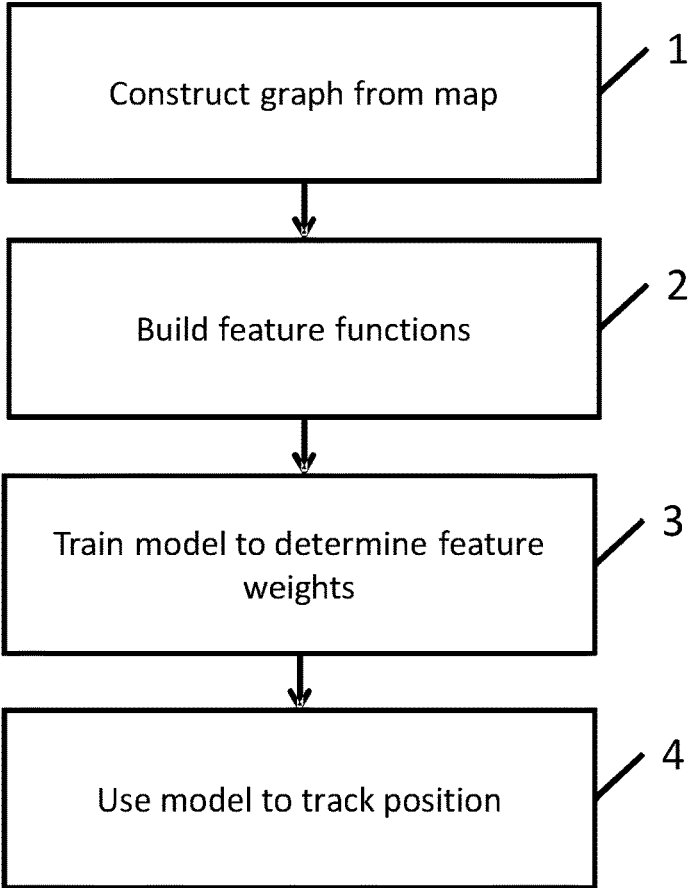 Construct graph from map
1
Build feature functions
2
Train model to determine feature
weights
3
Use model to track position
4